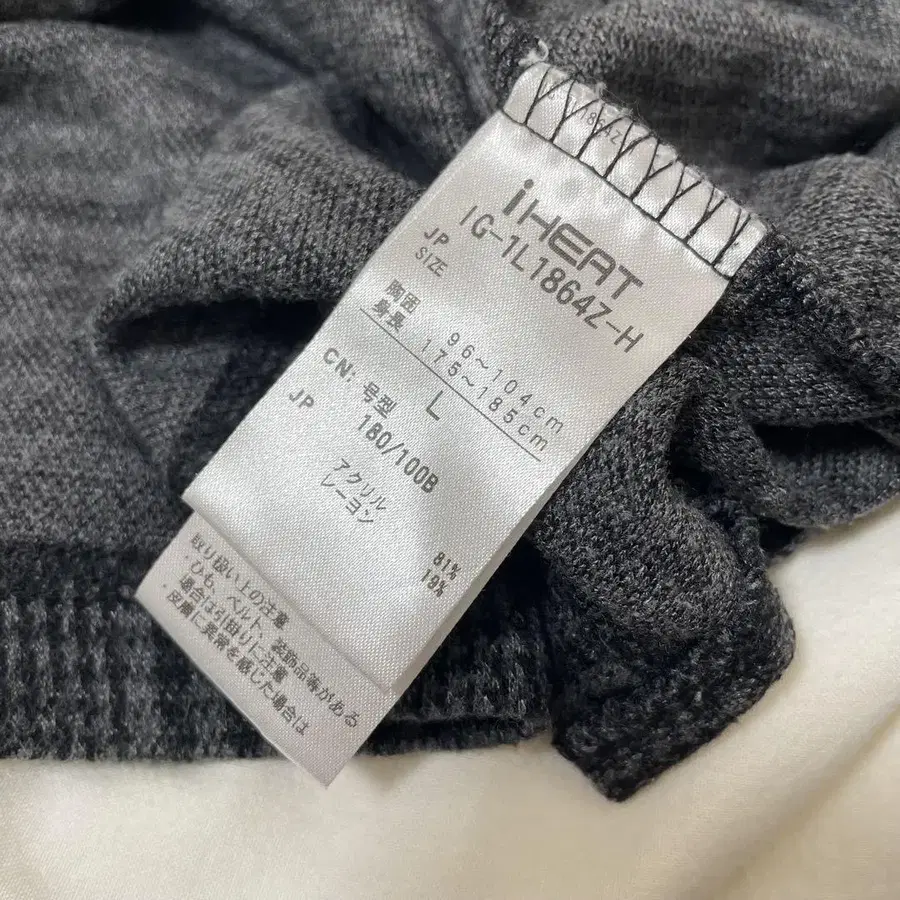 1864Z
iHEAT
IG-1L1864Z-H
JP
SIZE
胸囲 96～104cm
身長 175～185cm
L
CN: 号型 180/100B
JP
アクリル 81%
レーヨン 19%
取り扱い上の注意
・ひも、ベルト、装飾品等がある
場合は引掛りに注意
・皮膚に異常を感じた場合は